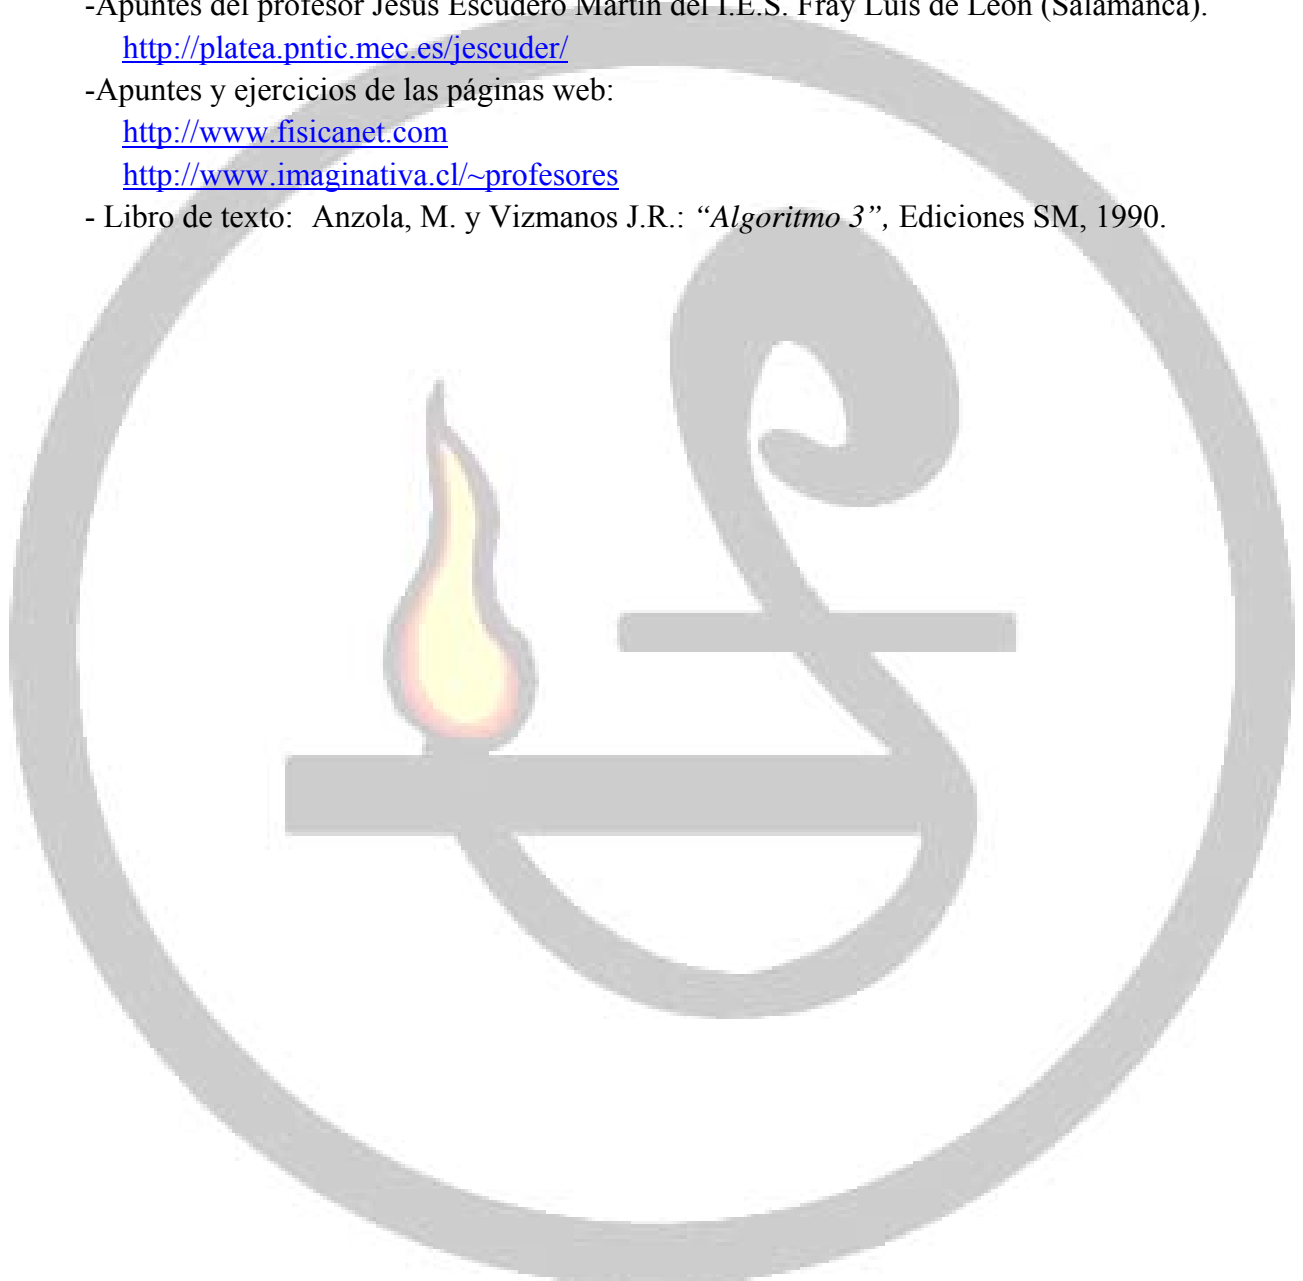 -Apuntes del profesor Jesús Escudero Martín del I.E.S. Fray Luis de León (Salamanca).
http://platea.pntic.mec.es/jescuder/
-Apuntes y ejercicios de las páginas web:
http://www.fisicanet.com
http://www.imaginativa.cl/~profesores
- Libro de texto: Anzola, M. y Vizmanos J.R.: “Algoritmo 3”, Ediciones SM, 1990.